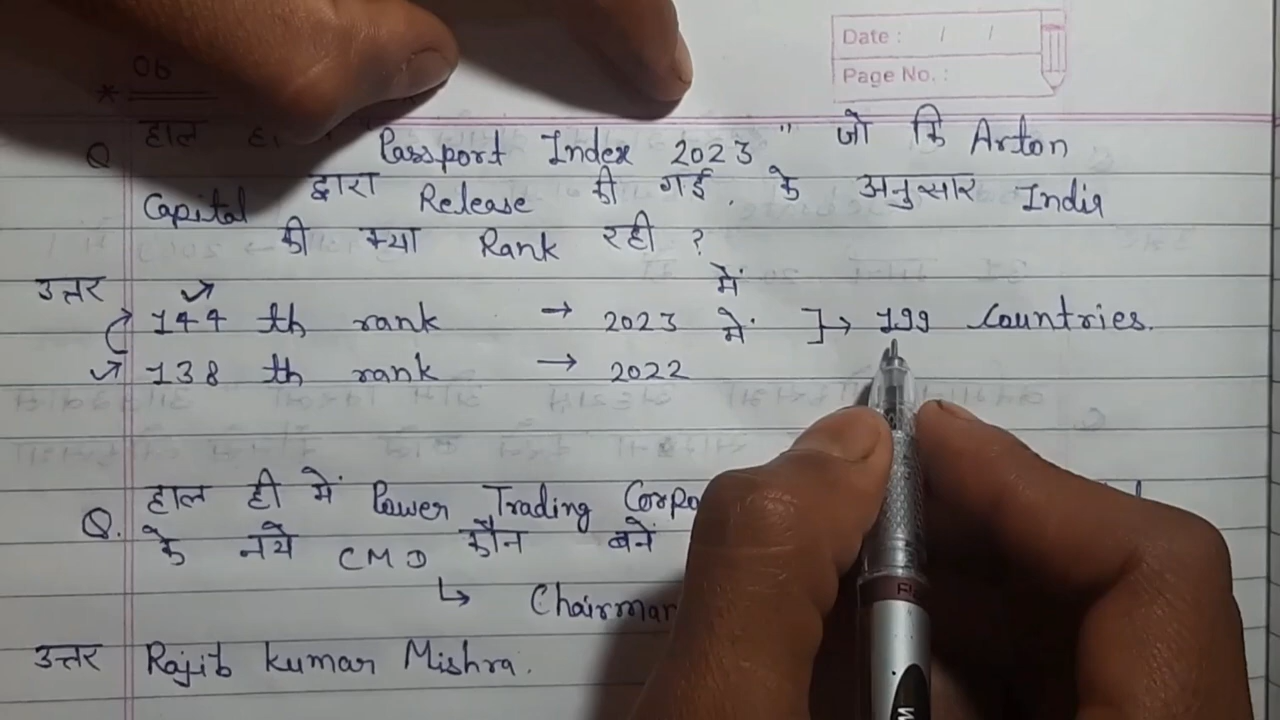 Date : / /
Page No. :
* 06
Q हाल "Passport Index 2023" जो कि Arton
Capital द्वारा Release की गई, के अनुसार India
की क्या Rank रही ?
उत्तर
144 th rank → 2023 में ]→ 199 Countries.
में
138 th rank → 2022
Q. हाल ही में Power Trading Corpo
के नये CMD कौन बने
↳ Chairman
उत्तर Rajib kumar Mishra.